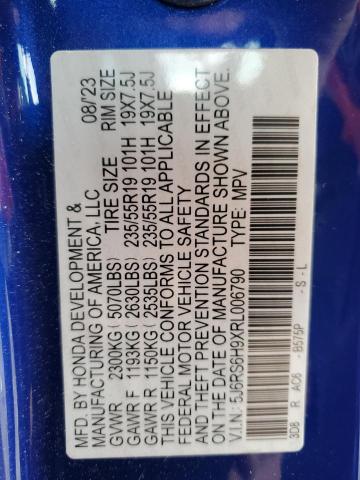 MFD. BY HONDA DEVELOPMENT & 08/23
MANUFACTURING OF AMERICA, LLC
GVWR 2300KG (5070LBS) TIRE SIZE RIM SIZE
GAWR F 1193KG (2630LBS) 235/55R19 101H 19X7.5J
GAWR R 1150KG (2539LBS) 235/55R19 101H 19X7.5J
THIS VEHICLE CONFORMS TO ALL APPLICABLE
FEDERAL MOTOR VEHICLE SAFETY
AND THEFT PREVENTION STANDARDS IN EFFECT
ON THE DATE OF MANUFACTURE SHOWN ABOVE.
V.I.N.: 5J6RS6H9XRL006790 TYPE: MPV
3D8 R AC6 -B575P -S -L